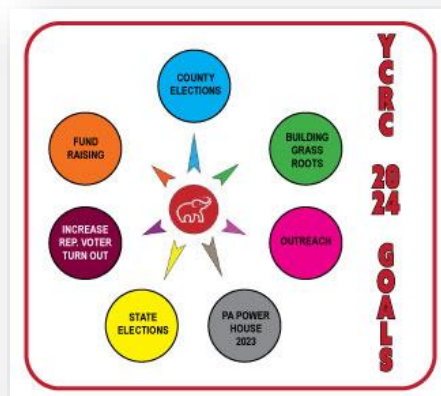 COUNTY
ELECTIONS
FUND
RAISING
BUILDING
GRASS
ROOTS
INCREASE
REP. VOTER
TURN OUT
OUTREACH
STATE
ELECTIONS
PA POWER
HOUSE
2023
YCRC 2024 GOALS